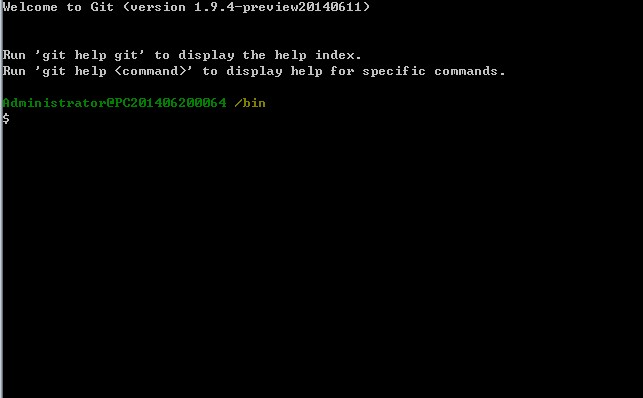 Welcome to Git (version 1.9.4-preview20140611)
Run 'git help git' to display the help index.
Run 'git help <command>' to display help for specific commands.
Administrator@PC201406200064 /bin
$